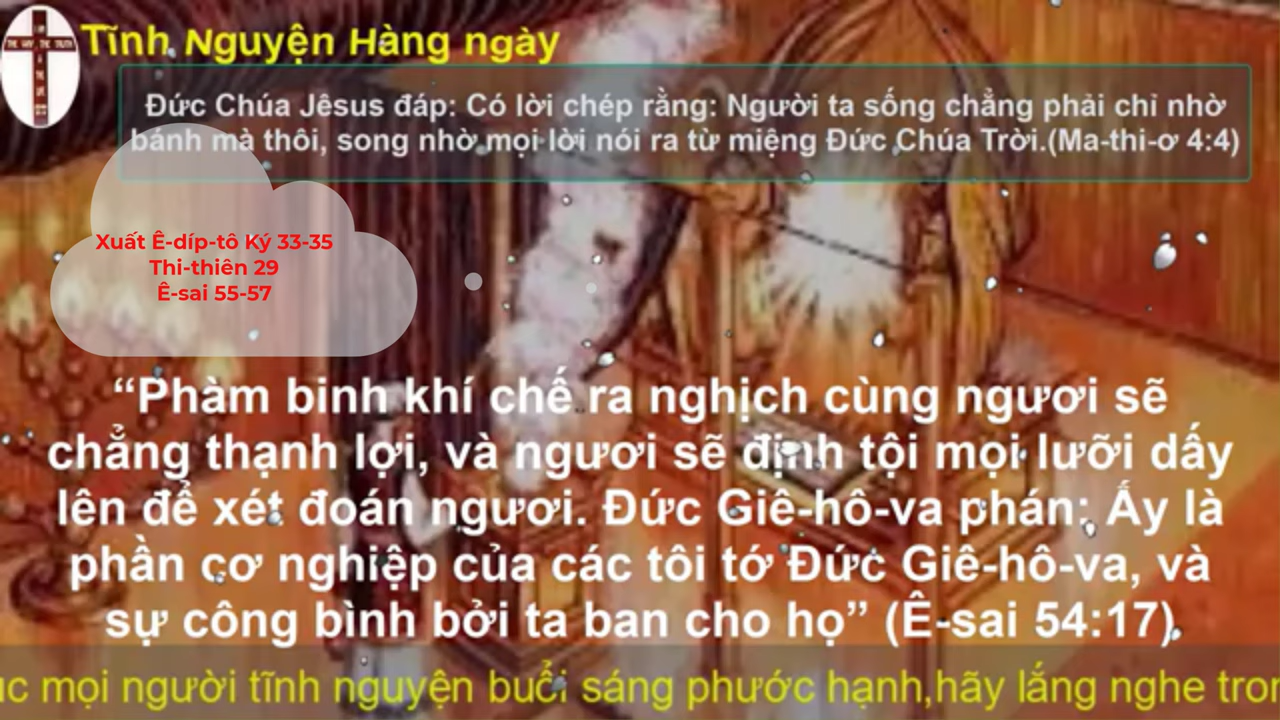 Tĩnh Nguyện Hàng ngày
Đức Chúa Jêsus đáp: Có lời chép rằng: Người ta sống chẳng phải chỉ nhờ
bánh mà thôi, song nhờ mọi lời nói ra từ miệng Đức Chúa Trời.(Ma-thi-ơ 4:4)
Xuất Ê-díp-tô Ký 33-35
Thi-thiên 29
Ê-sai 55-57
“Phàm binh khí chế ra nghịch cùng ngươi sẽ
chẳng thạnh lợi, và ngươi sẽ định tội mọi lưỡi dấy
lên để xét đoán ngươi. Đức Giê-hô-va phán: Ấy là
phần cơ nghiệp của các tôi tớ Đức Giê-hô-va, và
sự công bình bởi ta ban cho họ” (Ê-sai 54:17)
mọi người tĩnh nguyện buổi sáng phước hạnh,hãy lắng nghe